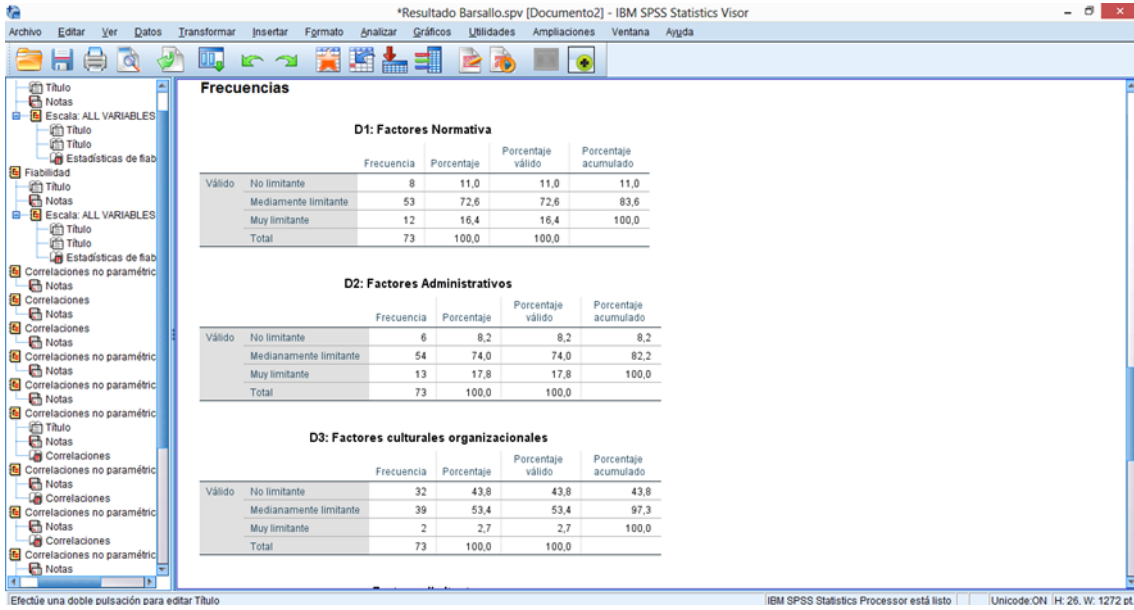 *Resultado Barsallo.spv [Documento2] - IBM SPSS Statistics Visor
Archivo Editar Ver Datos Transformar Insertar Formato Analizar Gráficos Utilidades Ampliaciones Ventana Ayuda
Título
Notas
Escala: ALL VARIABLES
Título
Título
Estadísticas de fiab
Fiabilidad
Título
Notas
Escala: ALL VARIABLES
Título
Título
Estadísticas de fiab
Correlaciones no paramétric
Notas
Correlaciones
Notas
Correlaciones
Notas
Correlaciones no paramétric
Notas
Correlaciones no paramétric
Notas
Correlaciones no paramétric
Título
Notas
Correlaciones
Correlaciones no paramétric
Notas
Correlaciones
Correlaciones no paramétric
Notas
Correlaciones
Correlaciones no paramétric
Notas
Frecuencias
D1: Factores Normativa
Frecuencia Porcentaje Porcentaje válido Porcentaje acumulado
Válido No limitante 8 11,0 11,0 11,0
Mediamente limitante 53 72,6 72,6 83,6
Muy limitante 12 16,4 16,4 100,0
Total 73 100,0 100,0
D2: Factores Administrativos
Frecuencia Porcentaje Porcentaje válido Porcentaje acumulado
Válido No limitante 6 8,2 8,2 8,2
Medianamente limitante 54 74,0 74,0 82,2
Muy limitante 13 17,8 17,8 100,0
Total 73 100,0 100,0
D3: Factores culturales organizacionales
Frecuencia Porcentaje Porcentaje válido Porcentaje acumulado
Válido No limitante 32 43,8 43,8 43,8
Medianamente limitante 39 53,4 53,4 97,3
Muy limitante 2 2,7 2,7 100,0
Total 73 100,0 100,0
Efectúe una doble pulsación para editar Título IBM SPSS Statistics Processor está listo Unicode:ON H: 26, W: 1272 pt.